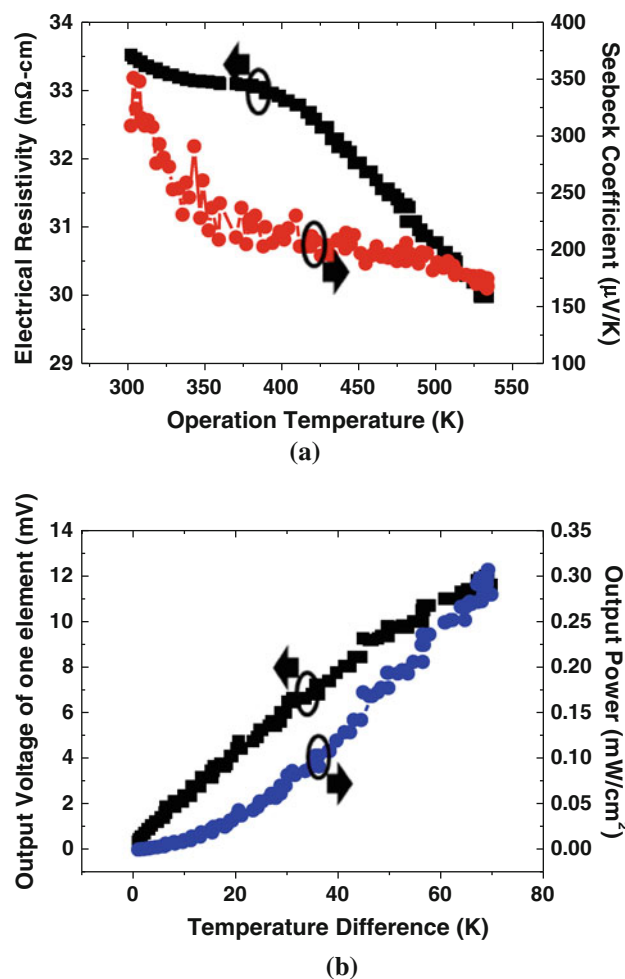 Electrical Resistivity (mΩ-cm)
34
33
32
31
30
29
400
350
300
250
200
150
100
Seebeck Coefficient (μV/K)
300 350 400 450 500 550
Operation Temperature (K)
(a)
Output Voltage of one element (mV)
14
12
10
8
6
4
2
0
0.35
0.30
0.25
0.20
0.15
0.10
0.05
0.00
Output Power (mW/cm²)
0 20 40 60 80
Temperature Difference (K)
(b)